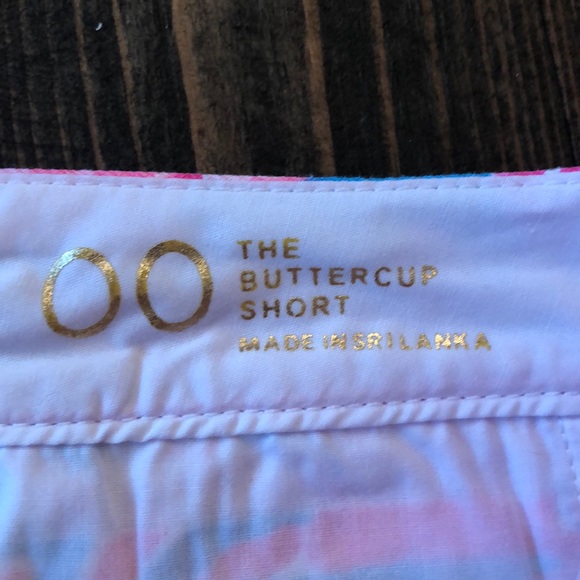 00
THE
BUTTERCUP
SHORT
MADE IN SRI LANKA